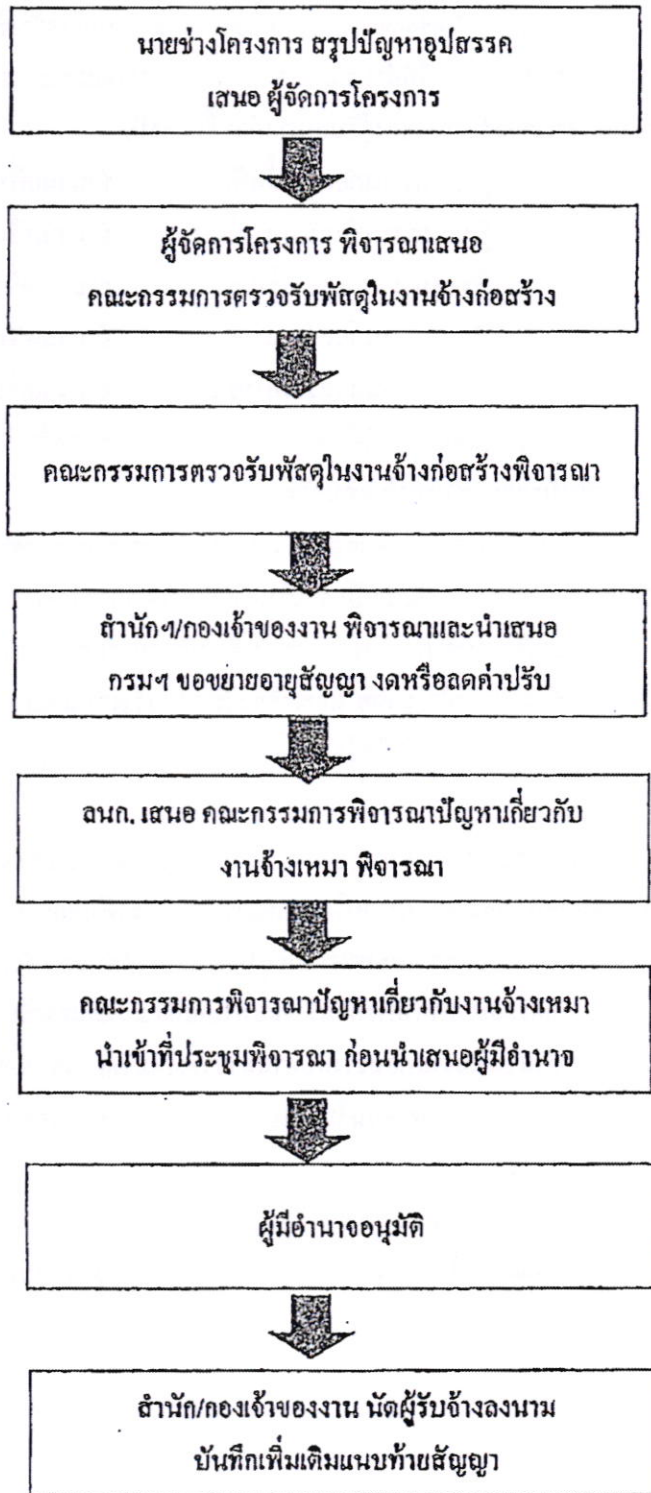 นายช่างโครงการ สรุปปัญหาอุปสรรค
เสนอ ผู้จัดการโครงการ
ผู้จัดการโครงการ พิจารณาเสนอ
คณะกรรมการตรวจรับพัสดุในงานจ้างก่อสร้าง
คณะกรรมการตรวจรับพัสดุในงานจ้างก่อสร้างพิจารณา
สำนักฯ/กองเจ้าของงาน พิจารณาและนำเสนอ
กรมฯ ขอขยายอายุสัญญา งดหรือลดค่าปรับ
สนก. เสนอ คณะกรรมการพิจารณาปัญหาเกี่ยวกับ
งานจ้างเหมา พิจารณา
คณะกรรมการพิจารณาปัญหาเกี่ยวกับงานจ้างเหมา
นำเข้าที่ประชุมพิจารณา ก่อนนำเสนอผู้มีอำนาจ
ผู้มีอำนาจอนุมัติ
สำนัก/กองเจ้าของงาน นัดผู้รับจ้างลงนาม
บันทึกเพิ่มเติมแนบท้ายสัญญา